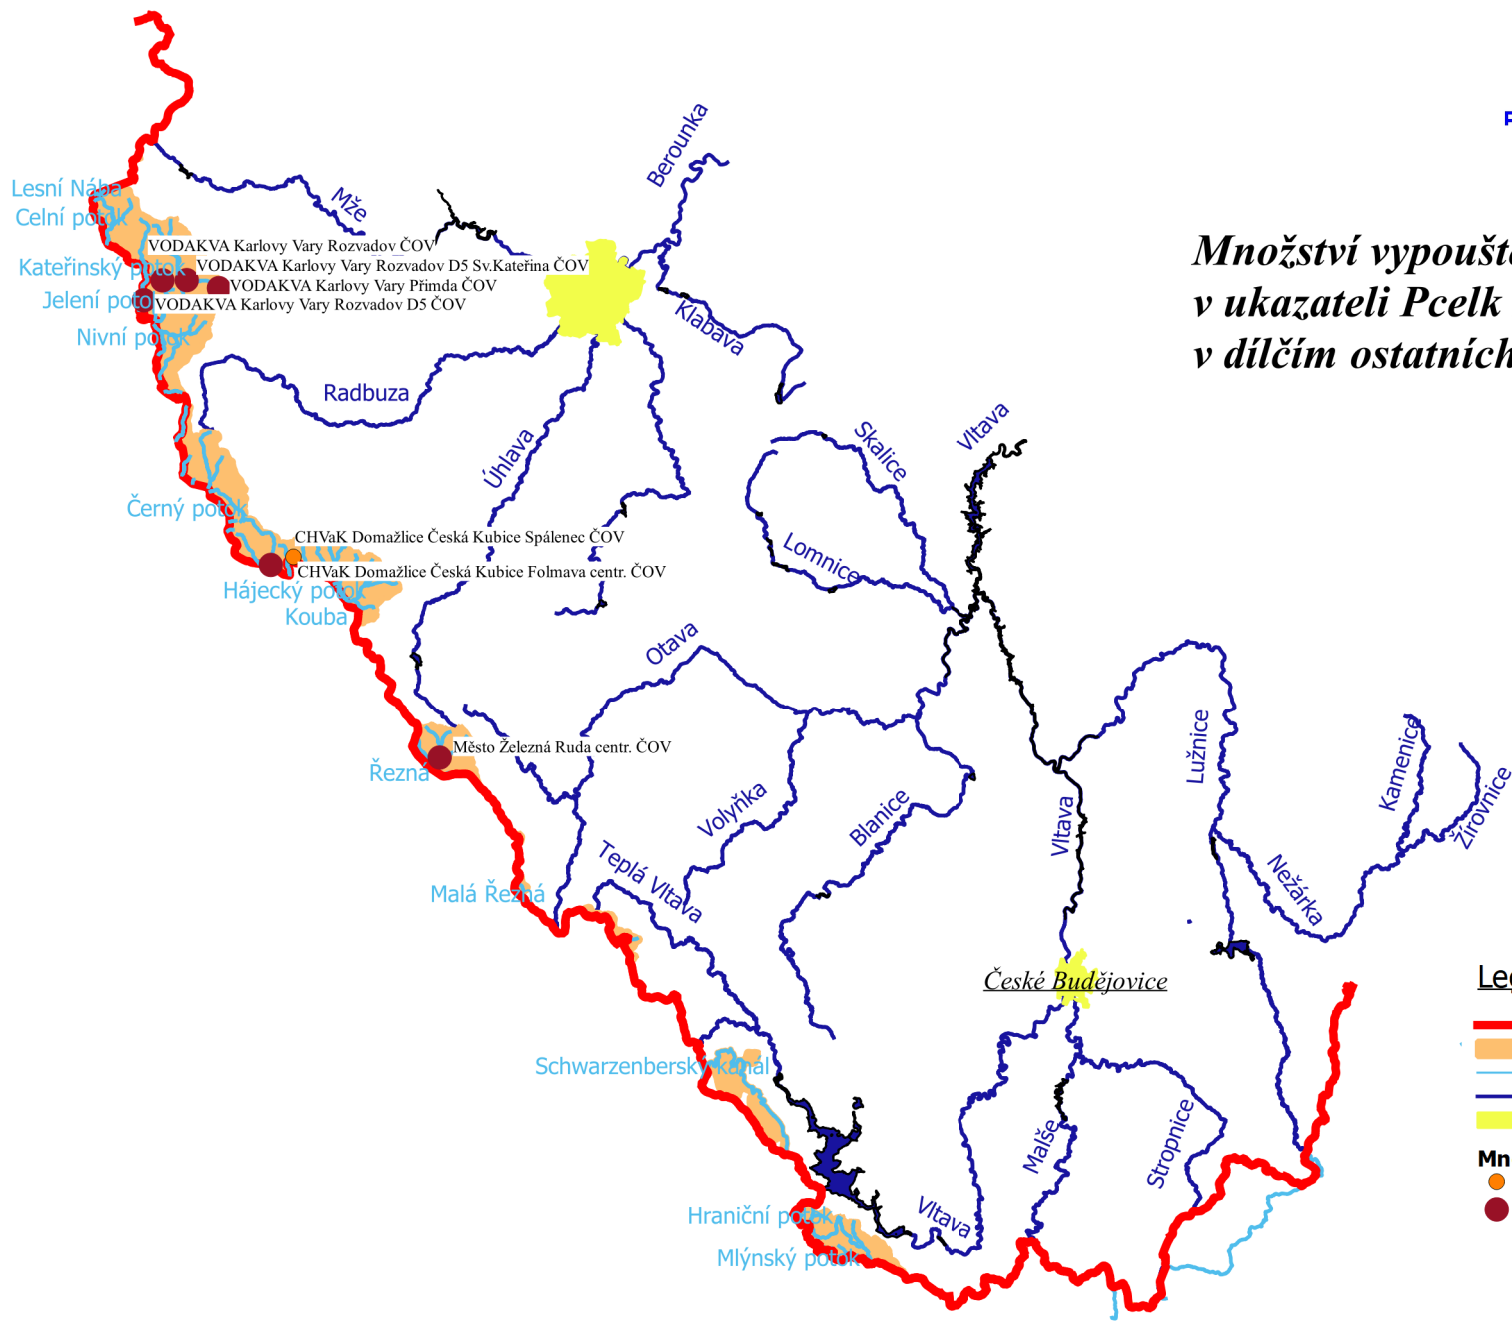 Berounka
Lesní Nába
Mže
Celní potok
VODAKVA Karlovy Vary Rozvadov ČOV
Kateřinský potok
VODAKVA Karlovy Vary Rozvadov D5 Sv.Kateřina ČOV
VODAKVA Karlovy Vary Přimda ČOV
Jelení potok
VODAKVA Karlovy Vary Rozvadov D5 ČOV
Nivní potok
Klabava
Množství vypoušt
v ukazateli Pcelk
v dílčím ostatních
Radbuza
Úhlava
Skalice
Vltava
Černý potok
CHVaK Domažlice Česká Kubice Spálenec ČOV
Lomnice
CHVaK Domažlice Česká Kubice Folmava centr. ČOV
Hájecký potok
Kouba
Otava
Město Železná Ruda centr. ČOV
Řezná
Lužnice
Kamenice
Žirovnice
Volyňka
Blanice
Vltava
Teplá Vltava
Malá Řezná
Nežárka
České Budějovice
Leg
Schwarzenberský kanál
Malše
Stropnice
Mn
Hraniční potok
Vltava
Mlýnský potok